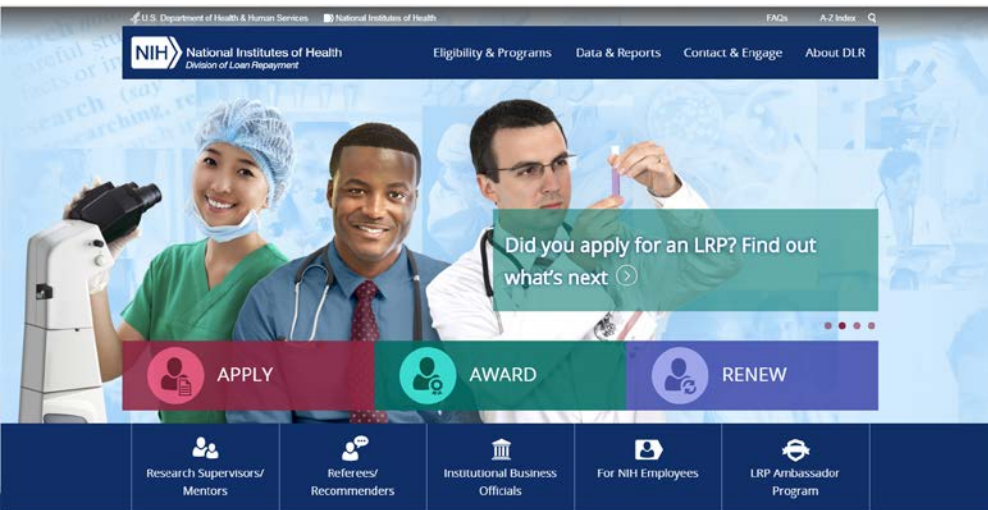 U.S. Department of Health & Human Services
National Institutes of Health
FAQs
A-Z Index
NIH
National Institutes of Health
Division of Loan Repayment
Eligibility & Programs
Data & Reports
Contact & Engage
About DLR
Did you apply for an LRP? Find out
what's next
APPLY
AWARD
RENEW
Research Supervisors/
Mentors
Referees/
Recommenders
Institutional Business
Officials
For NIH Employees
LRP Ambassador
Program